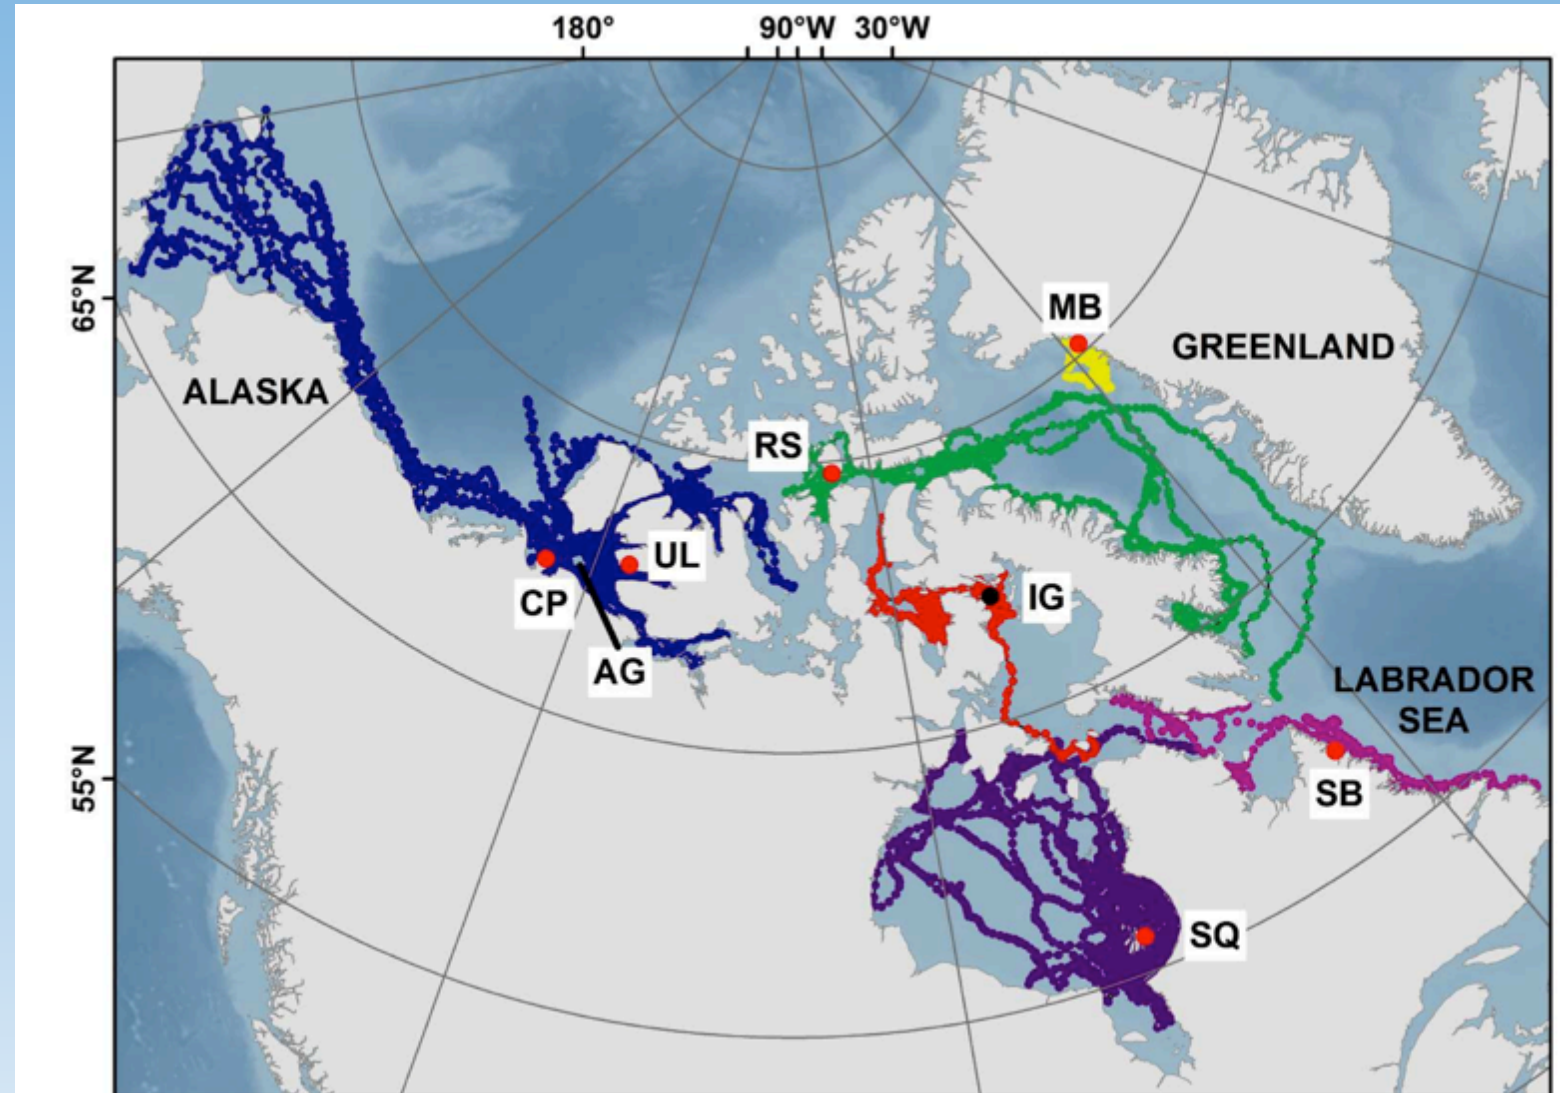 180°
90°W
30°W
65°N
MB
GREENLAND
ALASKA
RS
UL
CP
IG
AG
LABRADOR
SEA
55°N
SB
SQ